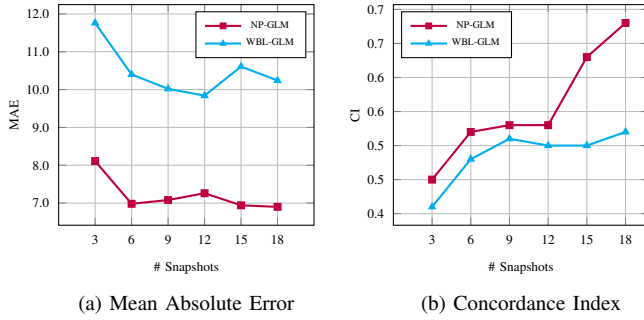 NP-GLM
WBL-GLM
12.0
11.0
10.0
9.0
8.0
7.0
MAE
3 6 9 12 15 18
# Snapshots
(a) Mean Absolute Error
NP-GLM
WBL-GLM
0.7
0.7
0.6
0.6
0.5
0.5
0.4
CI
3 6 9 12 15 18
# Snapshots
(b) Concordance Index